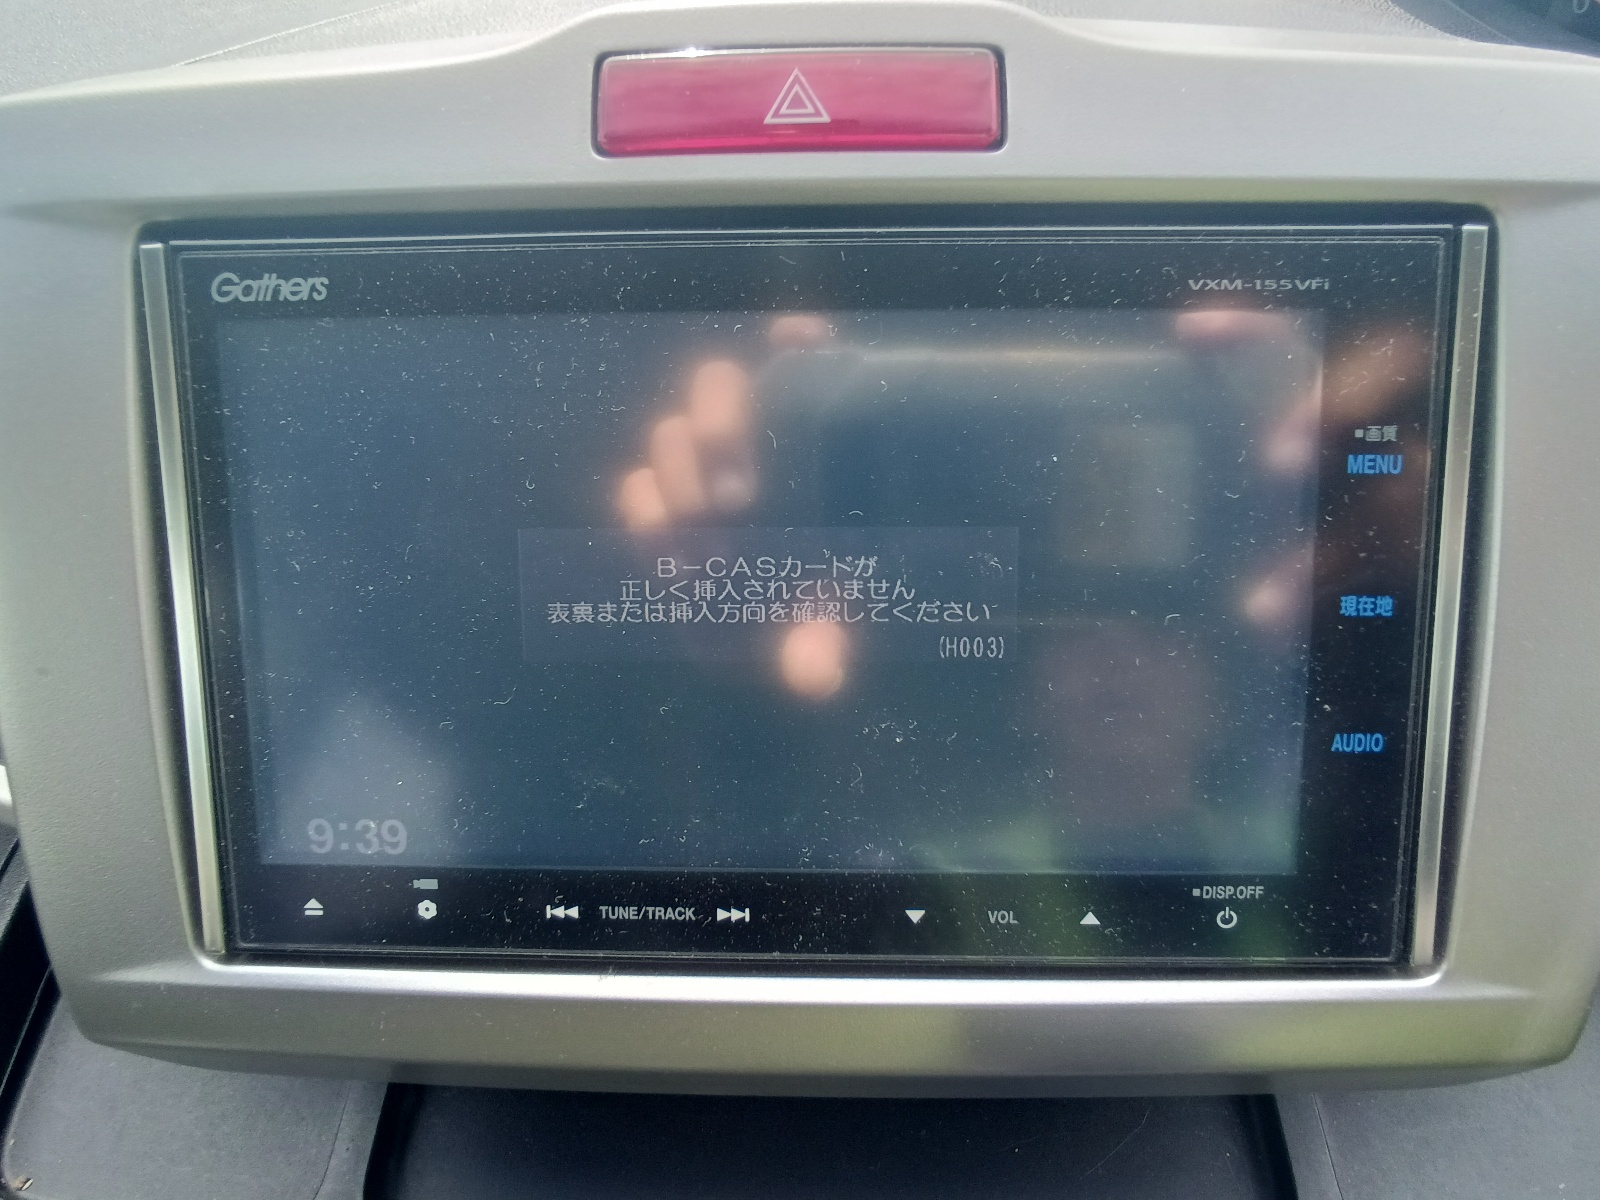 Gathers
VXM-155VFi
■画質
MENU
B-CASカードが
正しく挿入されていません
表裏または挿入方向を確認してください
(H003)
現在地
AUDIO
9:39
TUNE/TRACK
VOL
■DISP.OFF